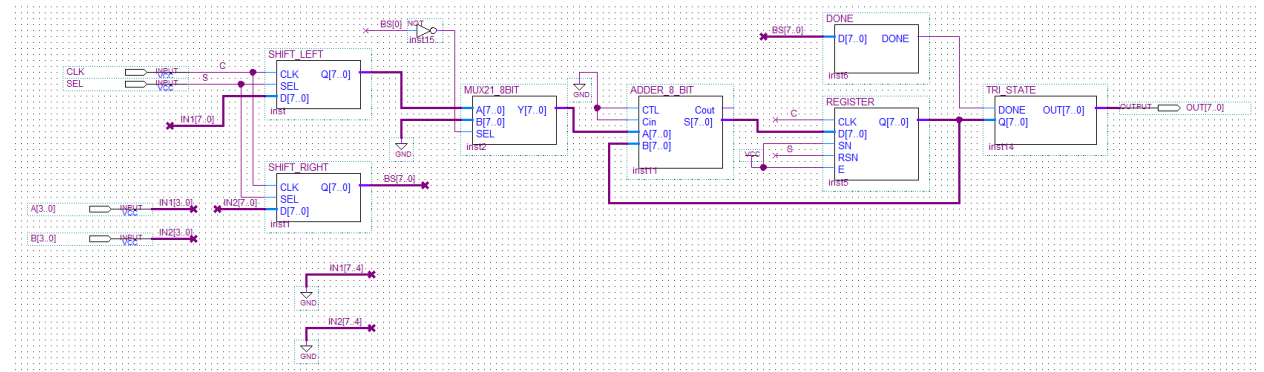 BS[0]
NOT
inst15
CLK
INPUT
VCC
SEL
INPUT
VCC
C
S
IN1[7..0]
SHIFT_LEFT
CLK
SEL
D[7..0]
Q[7..0]
inst
GND
MUX21_8BIT
A[7..0]
B[7..0]
SEL
Y[7..0]
inst2
GND
ADDER_8_BIT
CTL
Cin
A[7..0]
B[7..0]
Cout
S[7..0]
inst11
BS[7..0]
DONE
D[7..0]
DONE
inst6
VCC
C
S
REGISTER
CLK
D[7..0]
SN
RSN
E
Q[7..0]
inst5
TRI_STATE
DONE
Q[7..0]
OUT[7..0]
inst14
OUTPUT
OUT[7..0]
SHIFT_RIGHT
CLK
SEL
D[7..0]
Q[7..0]
inst1
BS[7..0]
A[3..0]
INPUT
VCC
IN1[3..0]
IN2[7..0]
B[3..0]
INPUT
VCC
IN2[3..0]
IN1[7..4]
GND
IN2[7..4]
GND